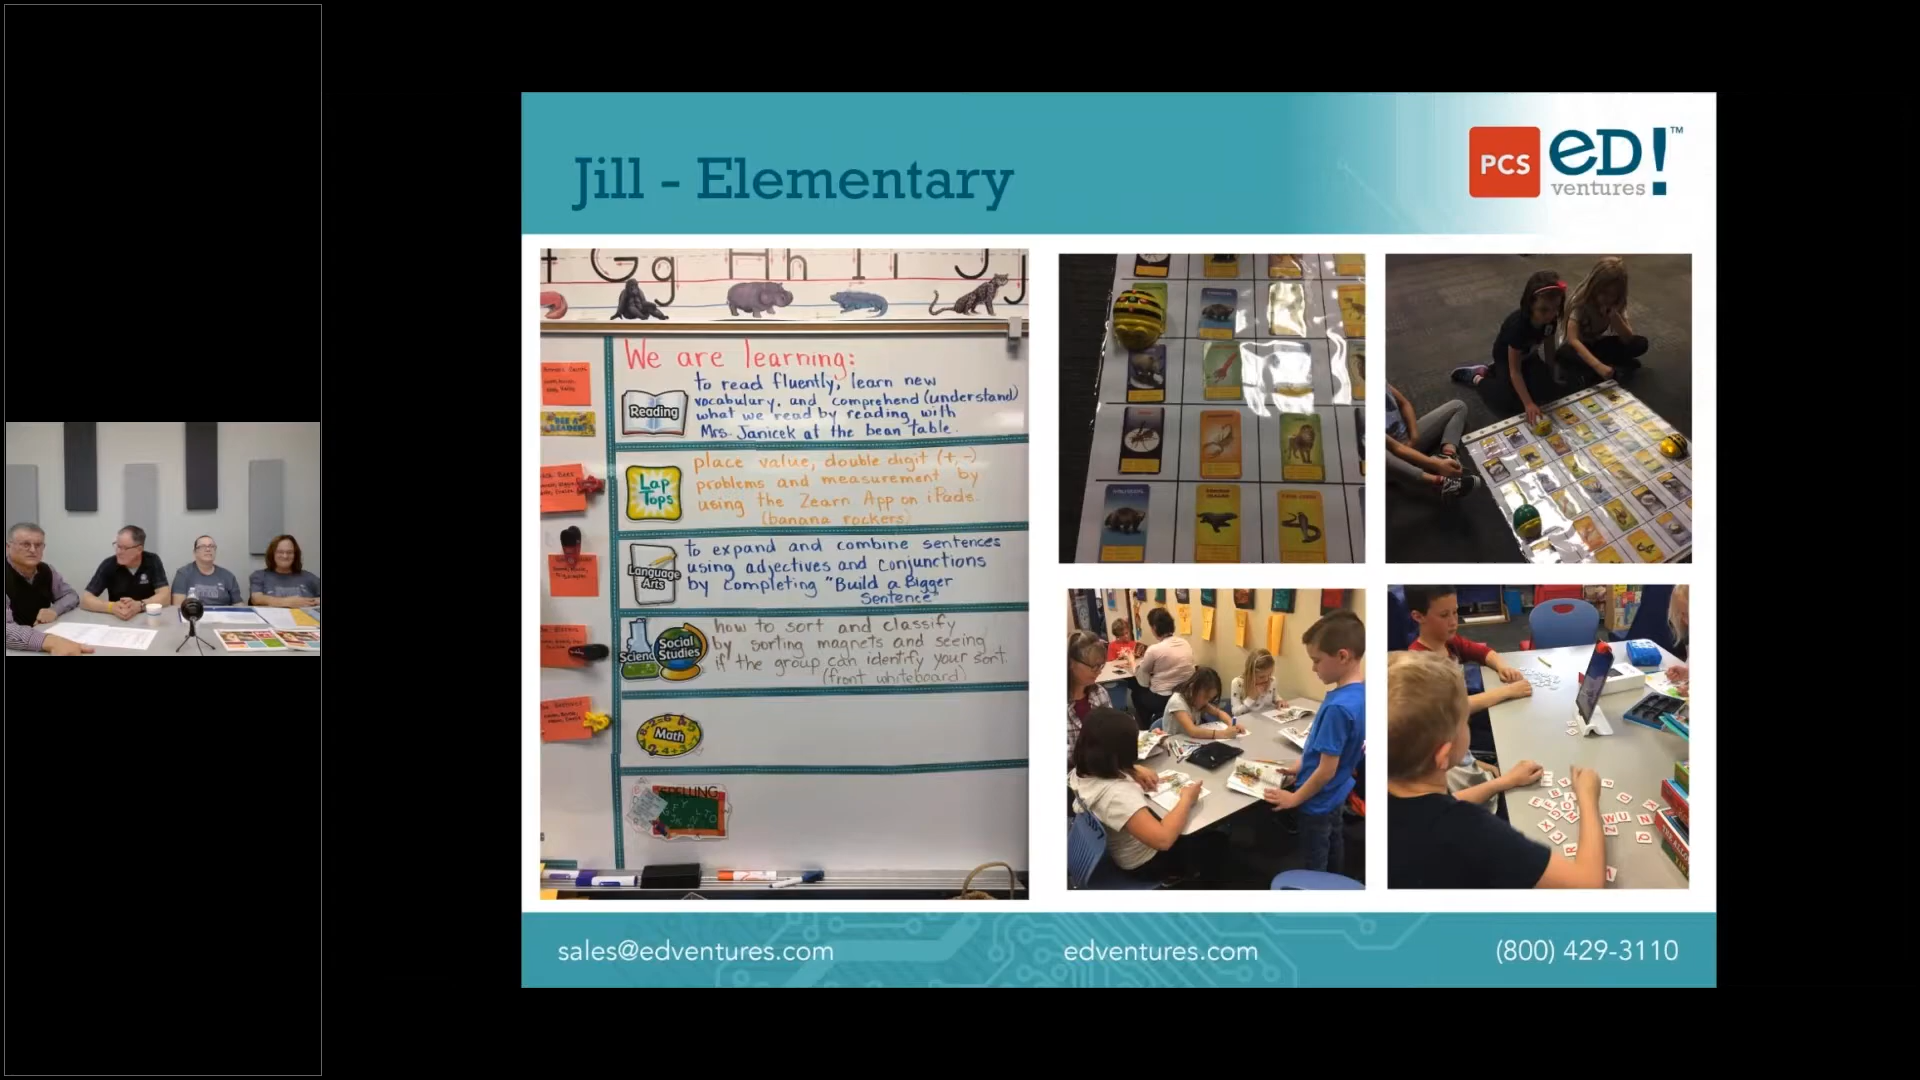 Jill - Elementary
PCS
eD!™
ventures
Gg Hh Ii Jj
We are learning:
Reading
to read fluently, learn new
vocabulary, and comprehend (understand)
what we read by reading with
Mrs. Janicek at the bean table.
Lap
Tops
place value, double digit (+,-)
problems and measurement by
using the Zearn App on iPads.
(banana rockers)
Language
Arts
to expand and combine sentences
using adjectives and conjunctions
by completing "Build a Bigger
Sentence"
Scienc
Social
Studies
how to sort and classify
by sorting magnets and seeing
if the group can identify your sort.
(front whiteboard)
Math
SPELLING
sales@edventures.com
edventures.com
(800) 429-3110